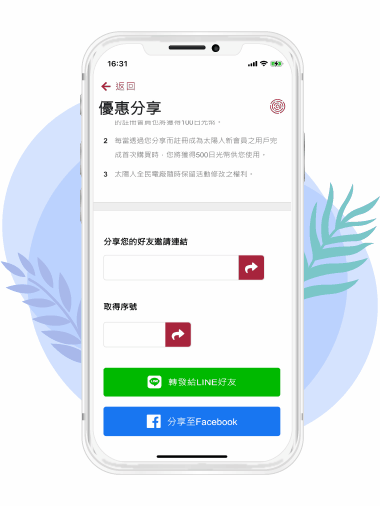 16:31
返回
優惠分享
的註冊會員也將獲得100日光幣。
2 每當透過您分享而註冊成為太陽人新會員之用戶完
成首次購買時，您將獲得500日光幣供您使用。
3 太陽人全民電廠隨時保留活動修改之權利。
分享您的好友邀請連結
取得序號
轉發給LINE好友
分享至Facebook